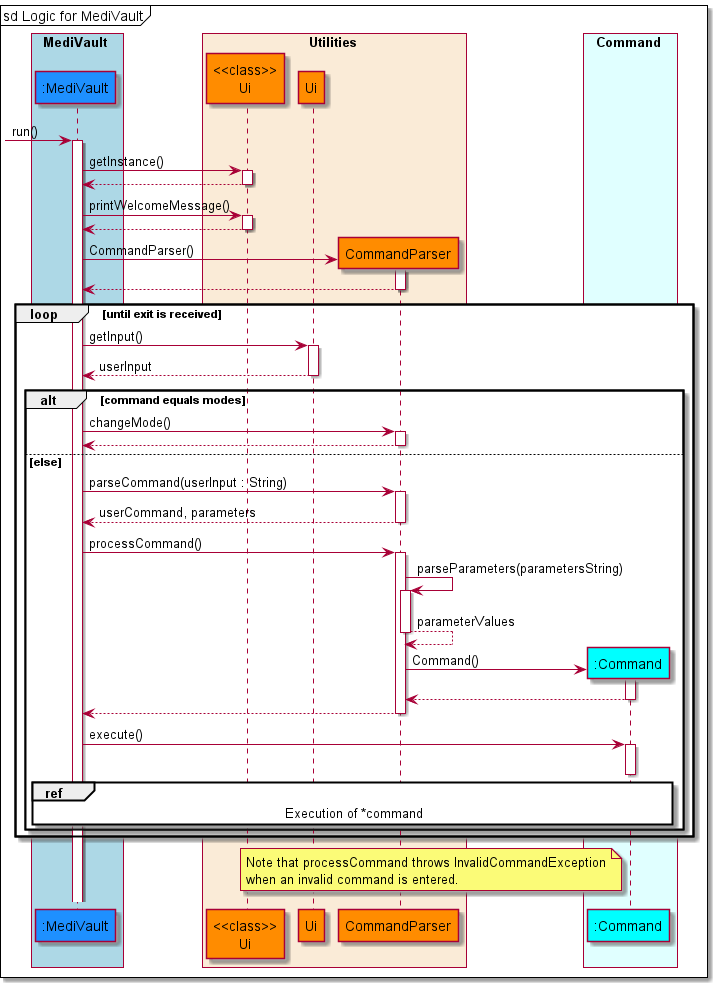 sd Logic for MediVault
MediVault
Utilities
Command
:MediVault
<<class>>
Ui
Ui
run()
getInstance()
printWelcomeMessage()
CommandParser()
CommandParser
loop
[until exit is received]
getInput()
userInput
alt
[command equals modes]
changeMode()
[else]
parseCommand(userInput : String)
userCommand, parameters
processCommand()
parseParameters(parametersString)
parameterValues
Command()
:Command
execute()
ref
Execution of *command
Note that processCommand throws InvalidCommandException
when an invalid command is entered.
:MediVault
<<class>>
Ui
Ui
CommandParser
:Command